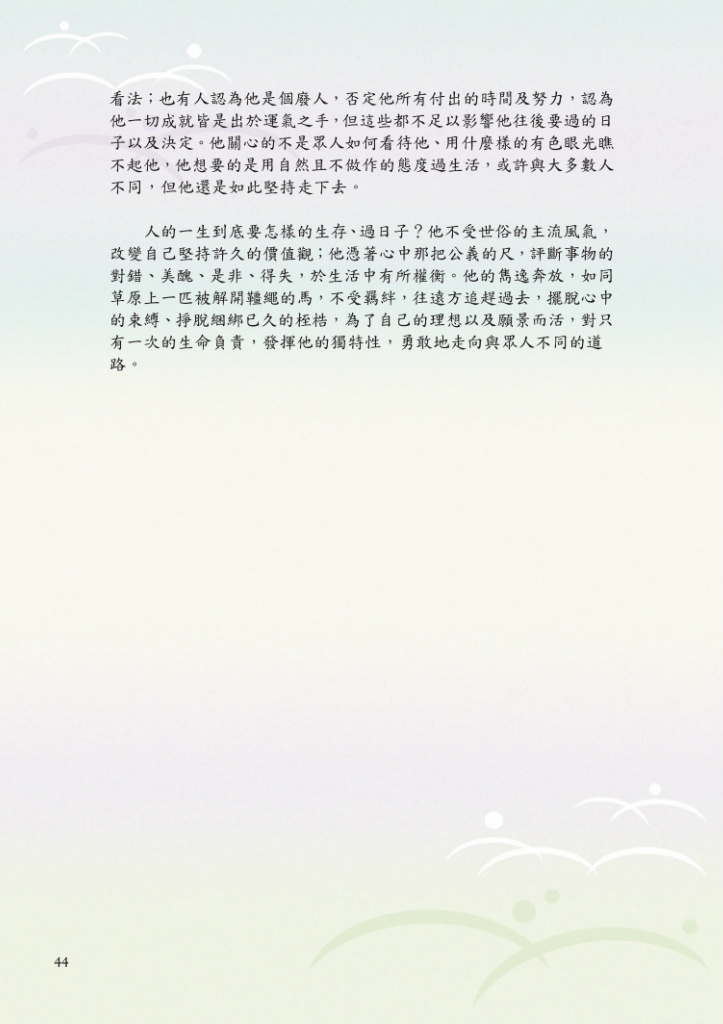 看法；也有人認為他是個廢人，否定他所有付出的時間及努力，認為
他一切成就皆是出於運氣之手，但這些都不足以影響他往後要過的日
子以及決定。他關心的不是眾人如何看待他、用什麼樣的有色眼光瞧
不起他，他想要的是用自然且不做作的態度過生活，或許與大多數人
不同，但他還是如此堅持走下去。
人的一生到底要怎樣的生存、過日子？他不受世俗的主流風氣，
改變自己堅持許久的價值觀；他憑著心中那把公義的尺，評斷事物的
對錯、美醜、是非、得失，於生活中有所權衡。他的雋逸奔放，如同
草原上一匹被解開韁繩的馬，不受羈絆，往遠方追趕過去，擺脫心中
的束縛、掙脫綑綁已久的桎梏，為了自己的理想以及願景而活，對只
有一次的生命負責，發揮他的獨特性，勇敢地走向與眾人不同的道
路。
44